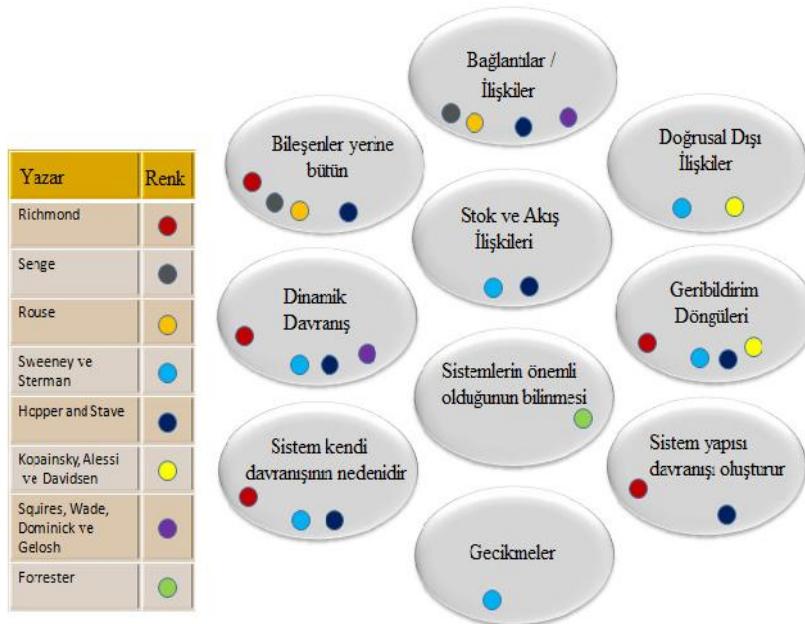 Yazar Renk
Richmond
Senge
Rouse
Sweeney ve
Sterman
Hopper and Stave
Kopainsky, Alessi
ve Davidsen
Squires, Wade,
Dominick ve
Gelosh
Forrester
Bağlantılar /
İlişkiler
Bileşenler yerine
bütün
Doğrusal Dışı
İlişkiler
Stok ve Akış
İlişkileri
Dinamik
Davranış
Geribildirim
Döngüleri
Sistemlerin önemli
olduğunun bilinmesi
Sistem kendi
davranışının nedenidir
Sistem yapısı
davranışı oluşturur
Gecikmeler